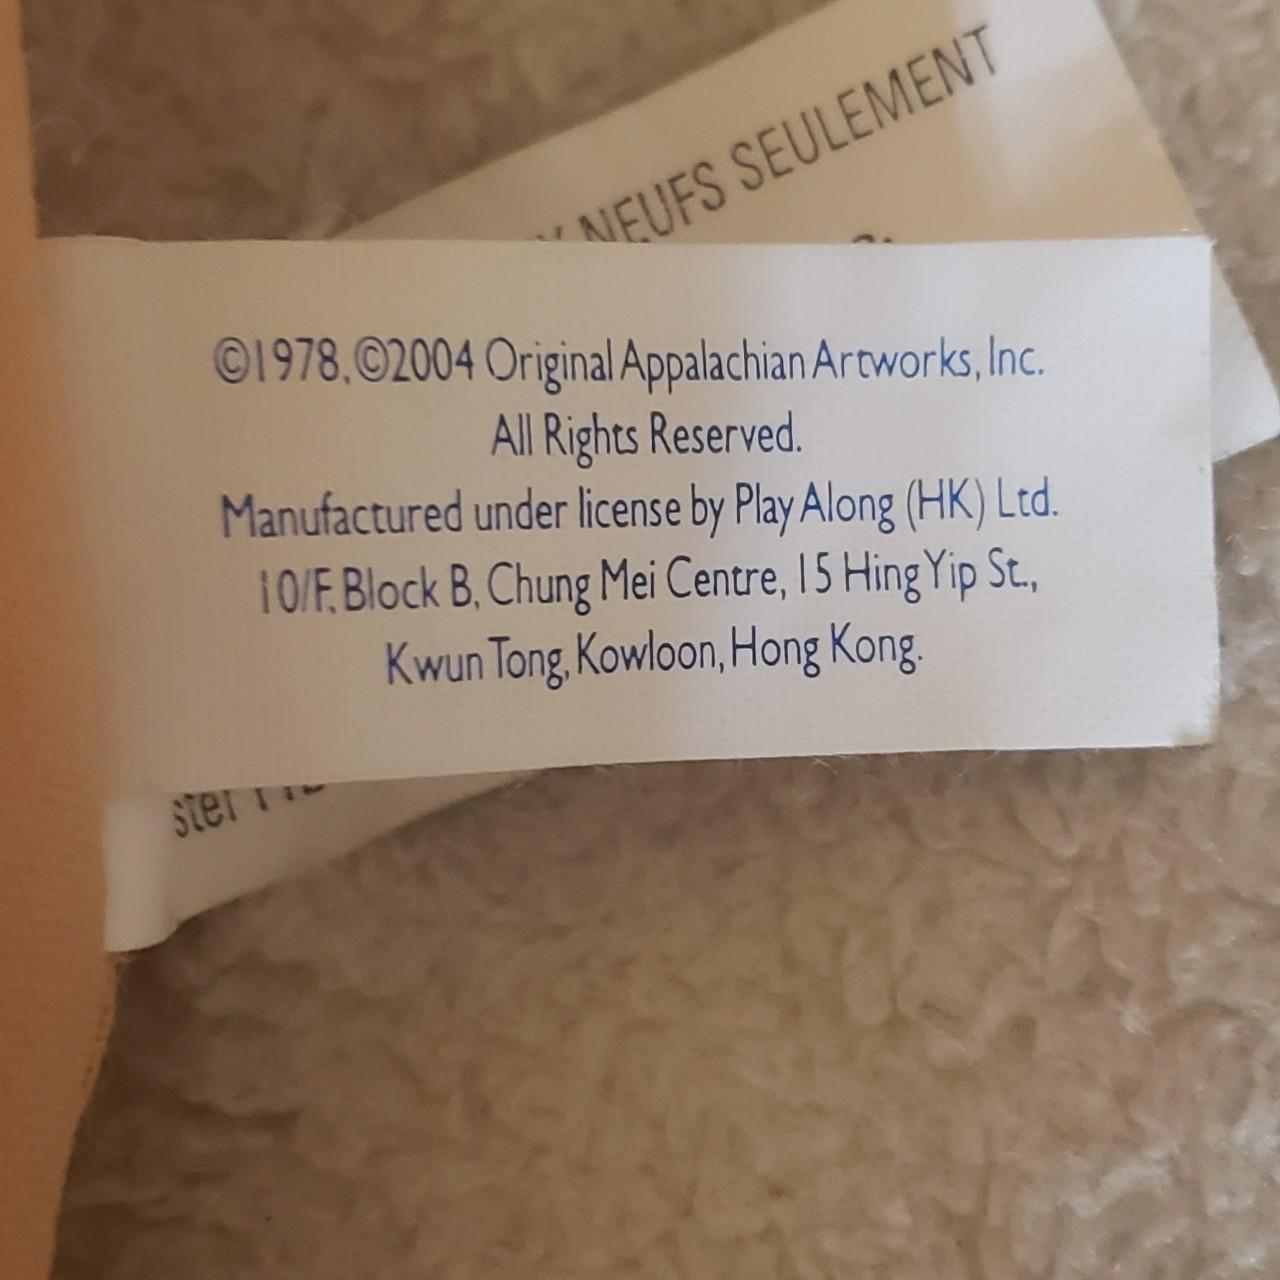 NEUFS SEULEMENT
©1978, ©2004 Original Appalachian Artworks, Inc.
All Rights Reserved.
Manufactured under license by Play Along (HK) Ltd.
10/F, Block B, Chung Mei Centre, 15 Hing Yip St.,
Kwun Tong, Kowloon, Hong Kong.